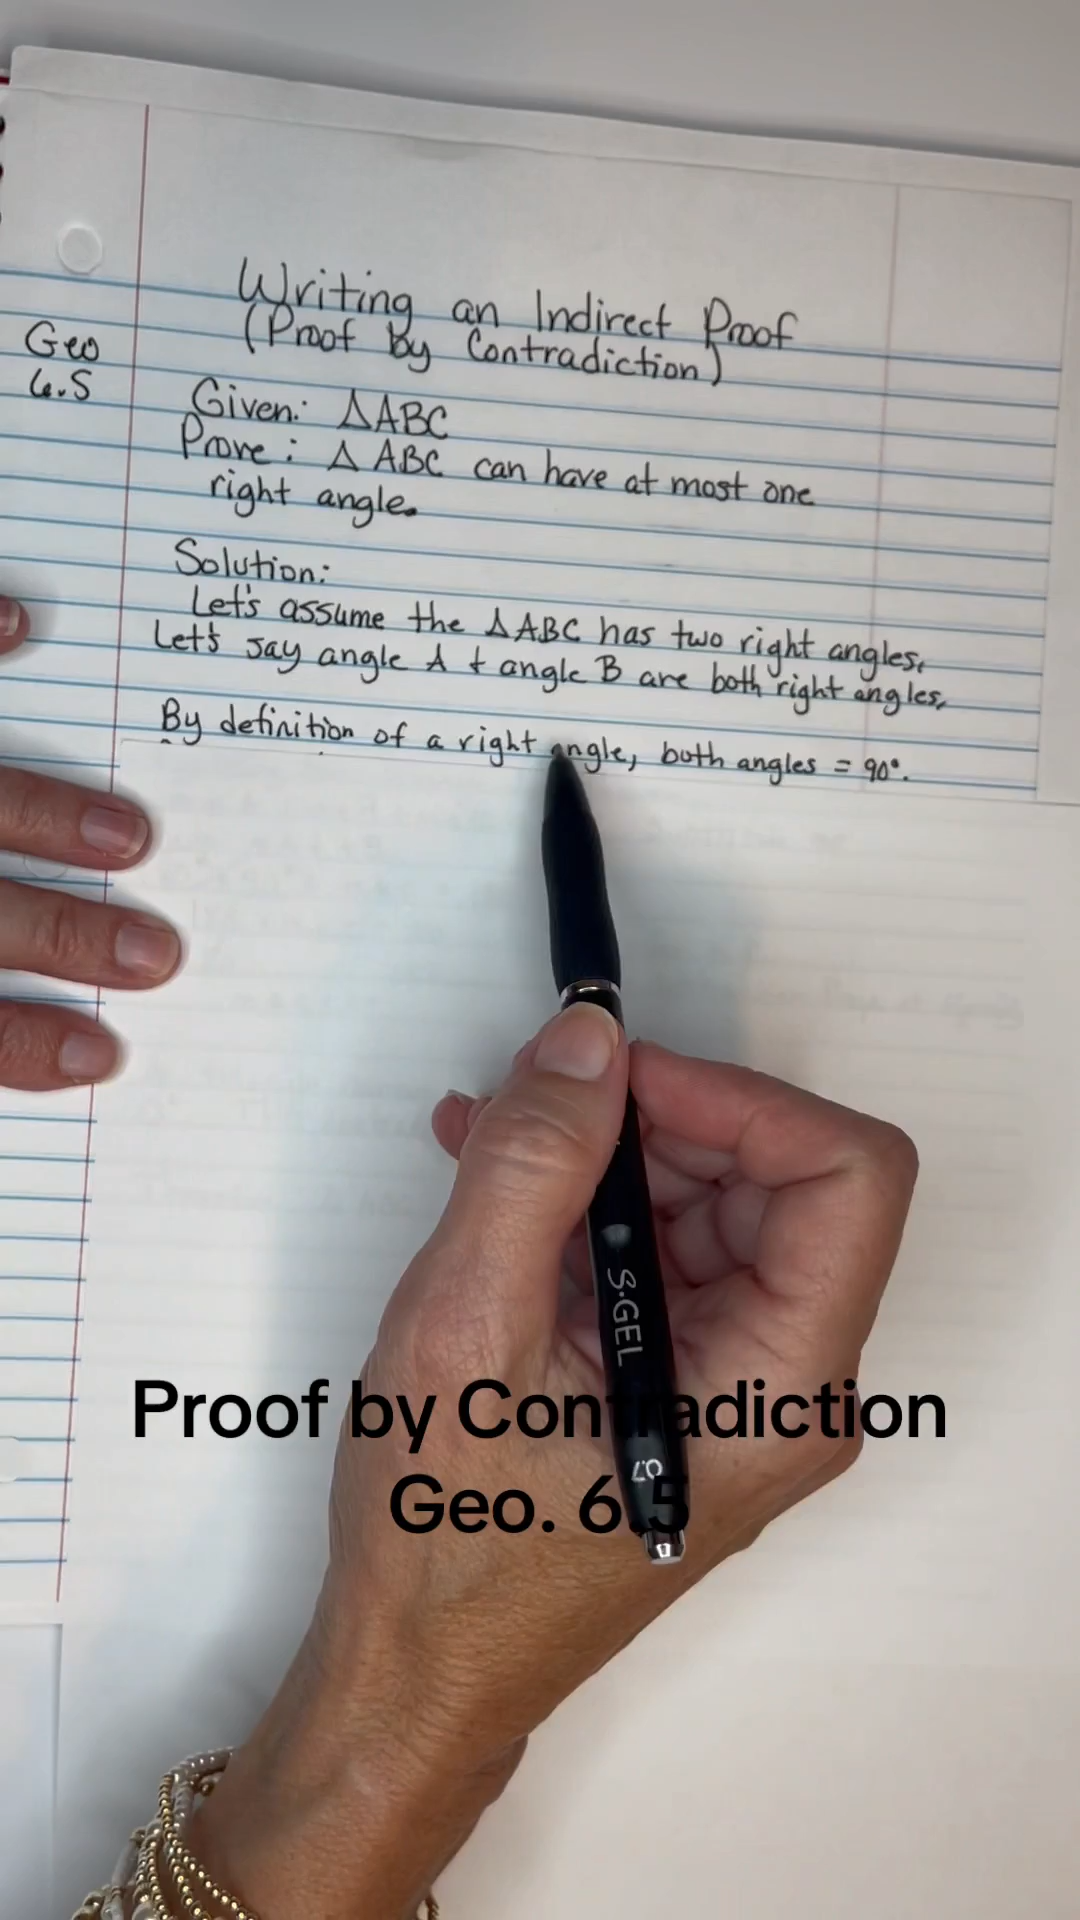 Writing an Indirect Proof
(Proof By Contradiction)
Geo
6.5
Given: △ABC
Prove: △ABC can have at most one
right angle.
Solution:
Let's assume the △ABC has two right angles.
Let's say angle A + angle B are both right angles.
By definition of a right angle, both angles = 90°.
S·GEL
0.7
Proof by Contradiction
Geo. 6.5